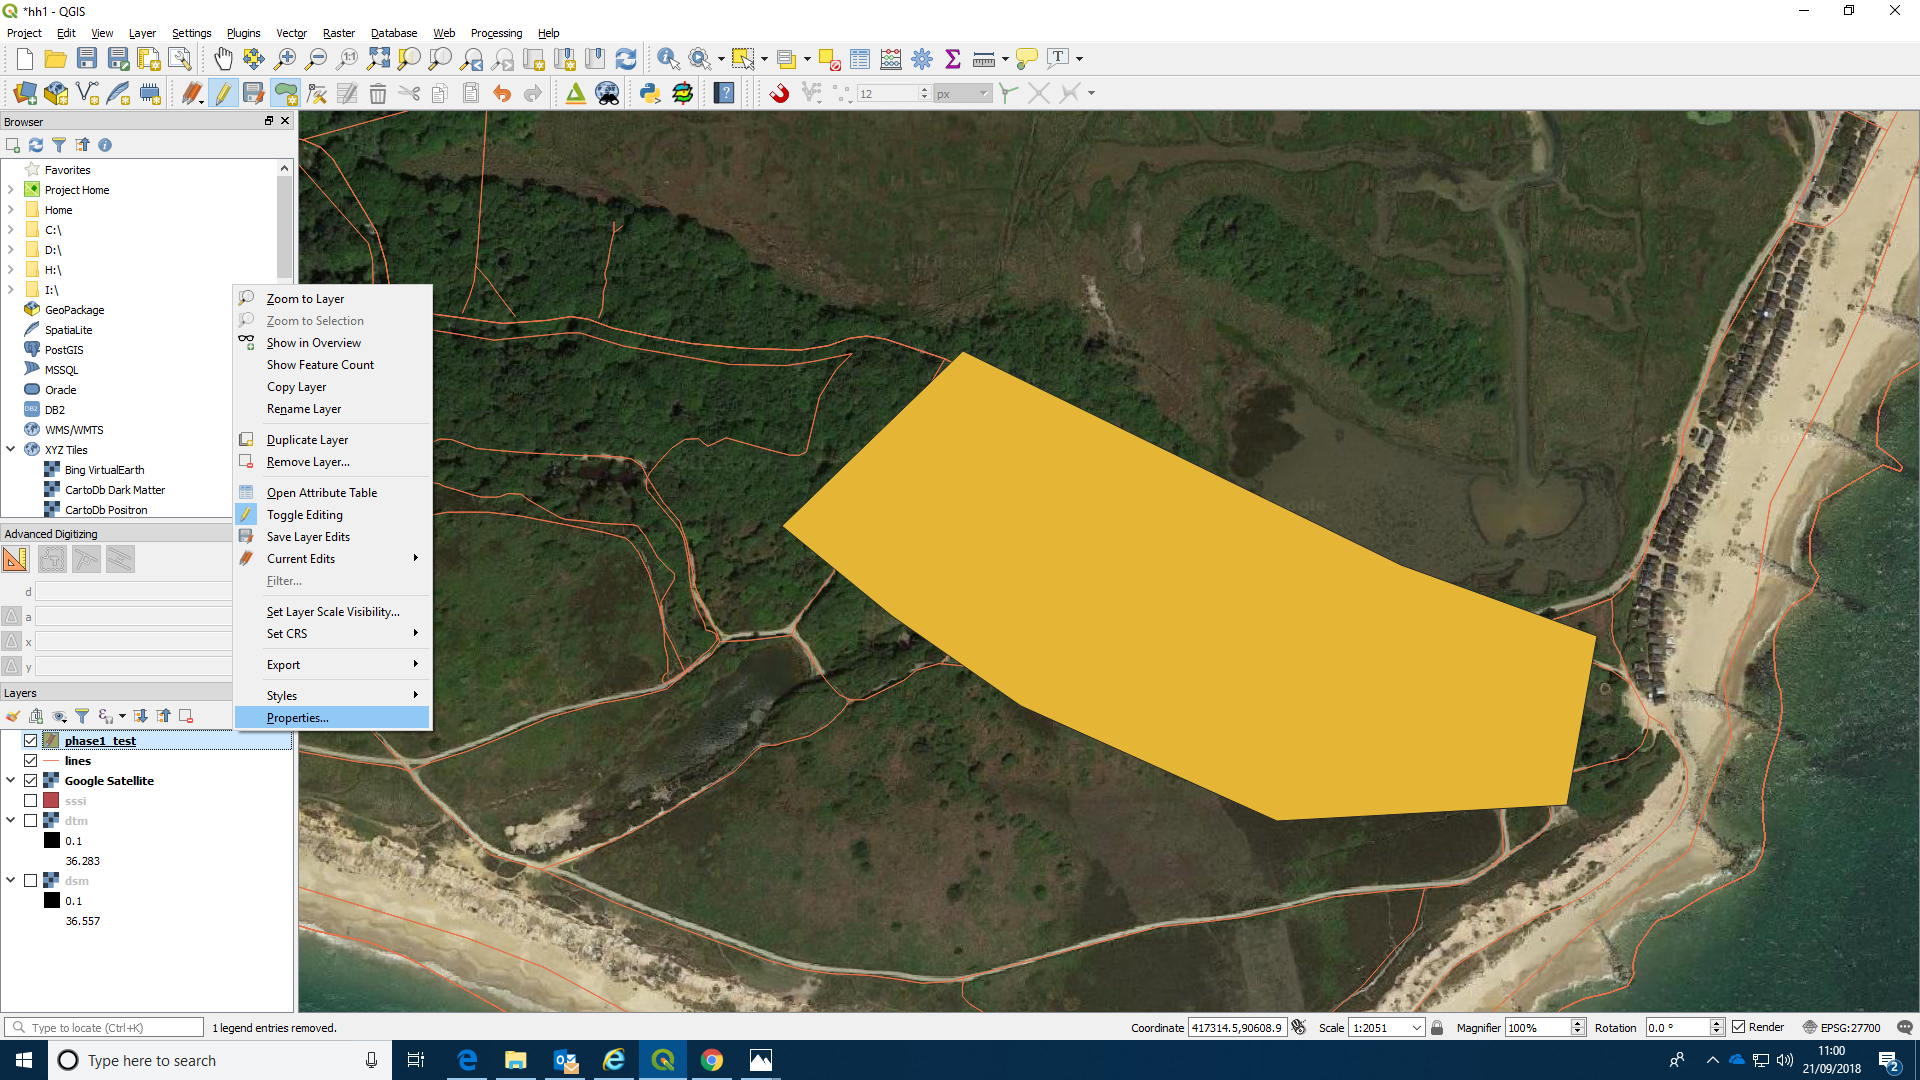 *hh1 - QGIS
Project Edit View Layer Settings Plugins Vector Raster Database Web Processing Help
12 px
Browser
Favorites
Project Home
Home
C:\
D:\
H:\
I:\
GeoPackage
SpatiaLite
PostGIS
MSSQL
Oracle
DB2 DB2
WMS/WMTS
XYZ Tiles
Bing VirtualEarth
CartoDb Dark Matter
CartoDb Positron
Advanced Digitizing
d
a
x
y
Layers
phase1_test
lines
Google Satellite
sssi
dtm
0.1
36.283
dsm
0.1
36.557
Zoom to Layer
Zoom to Selection
Show in Overview
Show Feature Count
Copy Layer
Rename Layer
Duplicate Layer
Remove Layer...
Open Attribute Table
Toggle Editing
Save Layer Edits
Current Edits
Filter...
Set Layer Scale Visibility...
Set CRS
Export
Styles
Properties...
Type to locate (Ctrl+K) 1 legend entries removed. Coordinate 417314.5,90608.9 Scale 1:2051 Magnifier 100% Rotation 0.0 ° Render EPSG:27700
Type here to search
11:00
21/09/2018
2